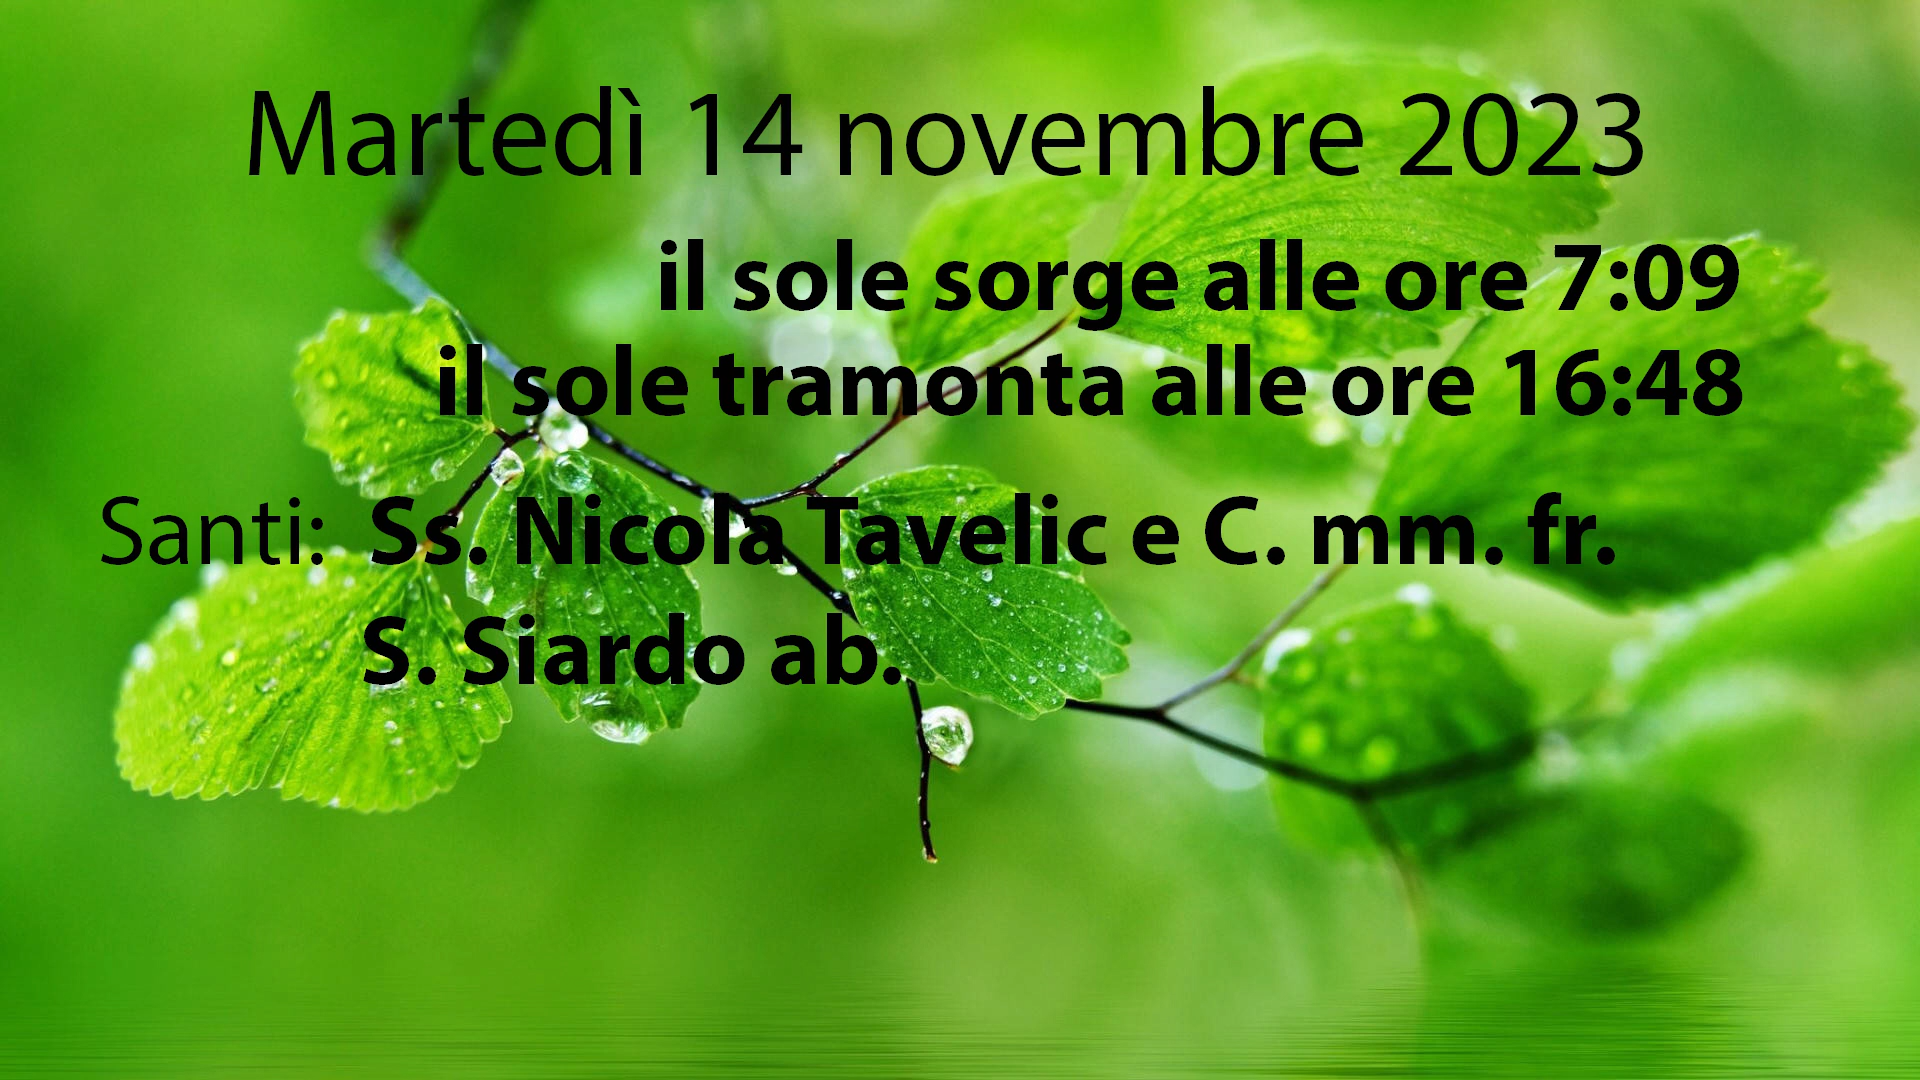 Martedì 14 novembre 2023
il sole sorge alle ore 7:09
il sole tramonta alle ore 16:48
Santi: Ss. Nicola Tavelic e C. mm. fr.
S. Siardo ab.